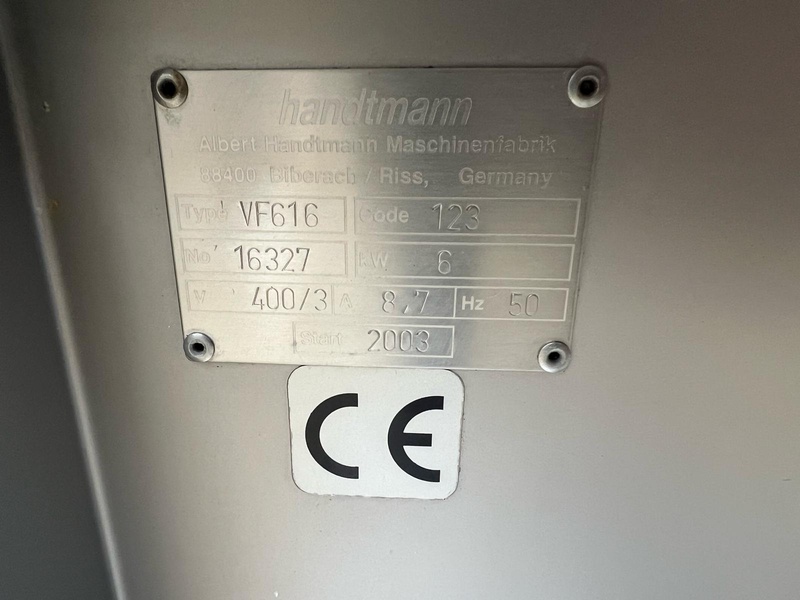 handtmann
Albert Handtmann Maschinenfabrik
88400 Biberach / Riss, Germany
Type VF616 Code 123
No 16327 kW 6
V 400/3 A 8,7 Hz 50
Start 2003
CE